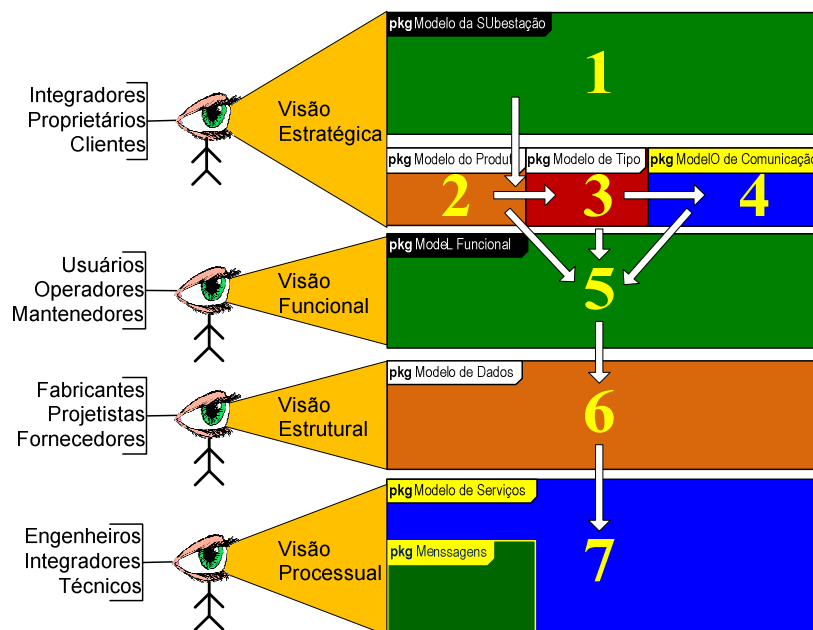 pkg Modelo da SUbestação
1
Integradores
Proprietários
Clientes
Visão
Estratégica
pkg Modelo do Produt
pkg Modelo de Tipo
pkg ModelO de Comunicação
2
3
4
pkg ModeL Funcional
Usuários
Operadores
Mantenedores
Visão
Funcional
5
pkg Modelo de Dados
Fabricantes
Projetistas
Fornecedores
Visão
Estrutural
6
pkg Modelo de Serviços
Engenheiros
Integradores
Técnicos
Visão
Processual
pkg Menssagens
7